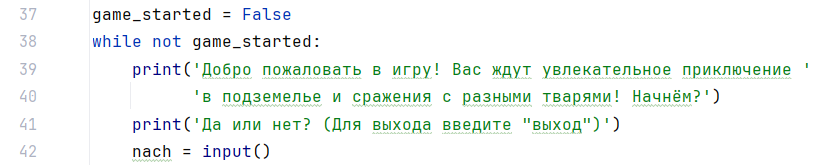 37 game_started = False
38 while not game_started:
39 print('Добро пожаловать в игру! Вас ждут увлекательное приключение '
40 'в подземелье и сражения с разными тварями! Начнём?')
41 print('Да или нет? (Для выхода введите "выход")')
42 nach = input()